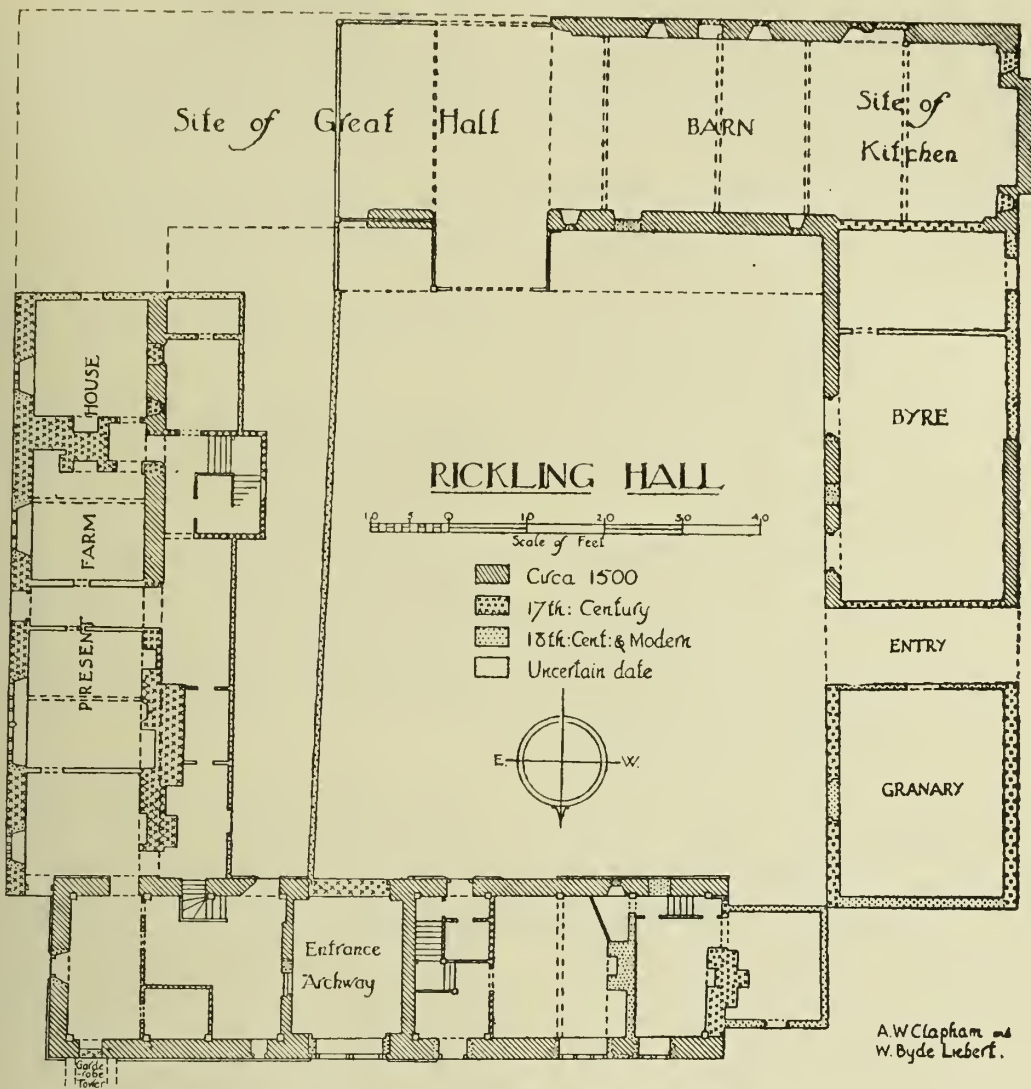 Site of Great Hall
BARN
Site of
Kitchen
HOUSE
FARM
PRESENT
BYRE
RICKLING HALL
10 5 0 10 20 30 40
Scale of Feet
Circa 1500
17th: Century
18th: Cent: & Modern
Uncertain date
E. W.
ENTRY
GRANARY
Entrance
Archway
Garde
robe
Tower
A.W Clapham and
W. Byde Liebert.